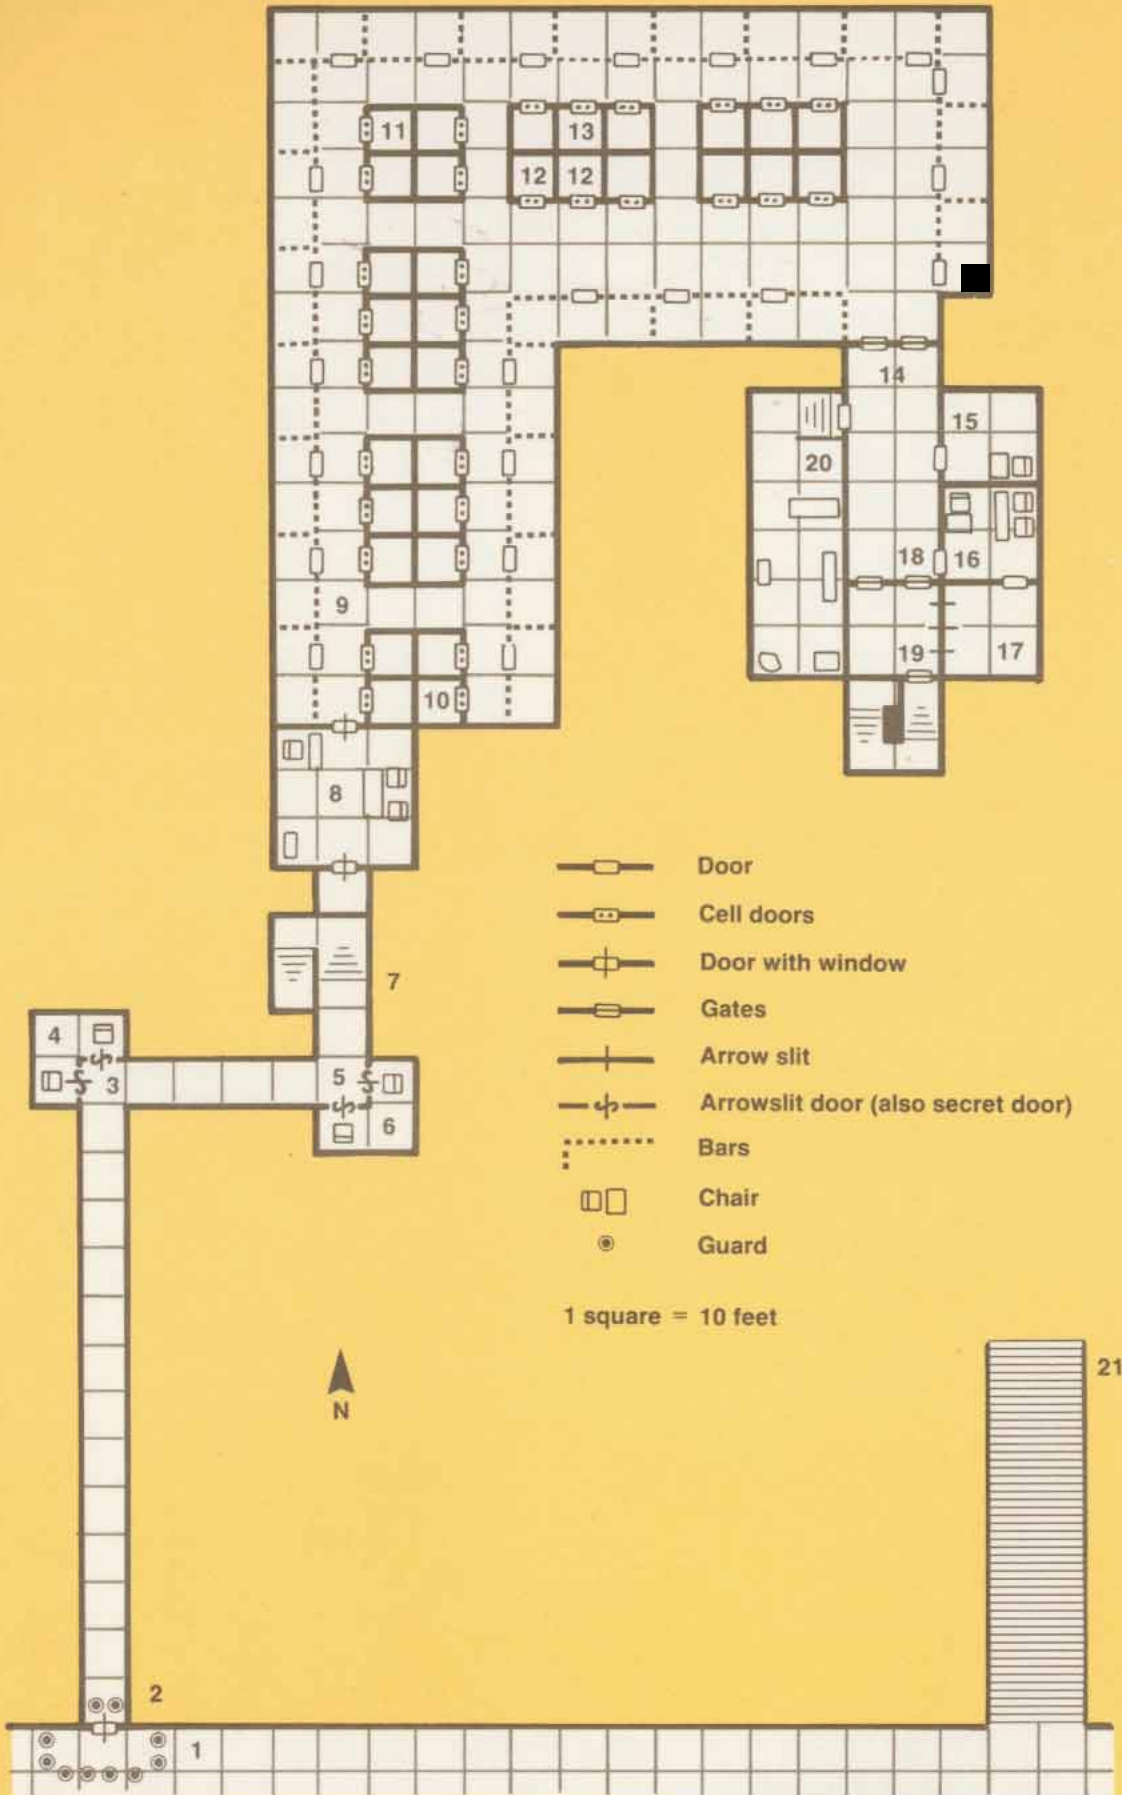 11
13
12 12
14
15
20
18 16
9
19 17
10
8
Door
Cell doors
Door with window
7
Gates
4
Arrow slit
5
3
Arrowslit door (also secret door)
6
Bars
Chair
Guard
1 square = 10 feet
21
N
2
1